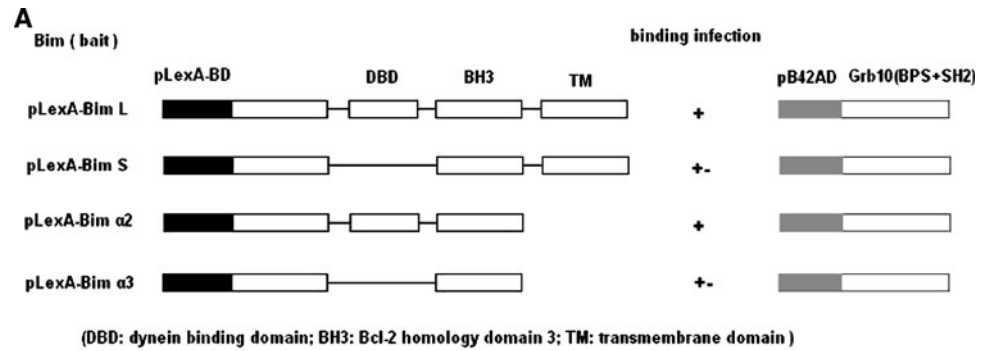 A
Bim ( bait )
binding infection
pLexA-BD DBD BH3 TM pB42AD Grb10(BPS+SH2)
pLexA-Bim L +
pLexA-Bim S +-
pLexA-Bim α2 +
pLexA-Bim α3 +-
(DBD: dynein binding domain; BH3: Bcl-2 homology domain 3; TM: transmembrane domain )